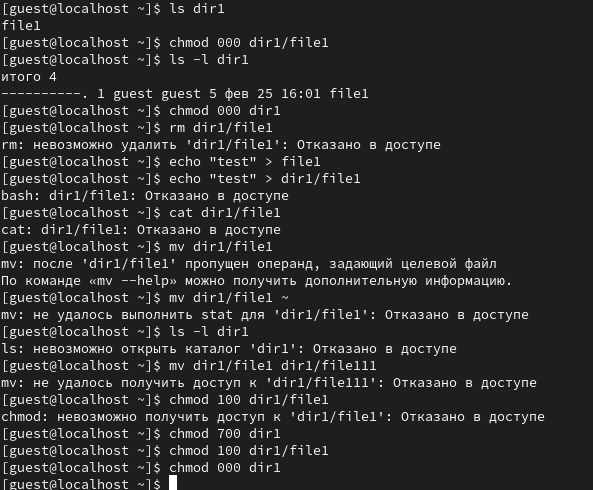 [guest@localhost ~]$ ls dir1
file1
[guest@localhost ~]$ chmod 000 dir1/file1
[guest@localhost ~]$ ls -l dir1
итого 4
----------. 1 guest guest 5 фев 25 16:01 file1
[guest@localhost ~]$ chmod 000 dir1
[guest@localhost ~]$ rm dir1/file1
rm: невозможно удалить 'dir1/file1': Отказано в доступе
[guest@localhost ~]$ echo "test" > file1
[guest@localhost ~]$ echo "test" > dir1/file1
bash: dir1/file1: Отказано в доступе
[guest@localhost ~]$ cat dir1/file1
cat: dir1/file1: Отказано в доступе
[guest@localhost ~]$ mv dir1/file1
mv: после 'dir1/file1' пропущен операнд, задающий целевой файл
По команде «mv --help» можно получить дополнительную информацию.
[guest@localhost ~]$ mv dir1/file1 ~
mv: не удалось выполнить stat для 'dir1/file1': Отказано в доступе
[guest@localhost ~]$ ls -l dir1
ls: невозможно открыть каталог 'dir1': Отказано в доступе
[guest@localhost ~]$ mv dir1/file1 dir1/file111
mv: не удалось получить доступ к 'dir1/file111': Отказано в доступе
[guest@localhost ~]$ chmod 100 dir1/file1
chmod: невозможно получить доступ к 'dir1/file1': Отказано в доступе
[guest@localhost ~]$ chmod 700 dir1
[guest@localhost ~]$ chmod 100 dir1/file1
[guest@localhost ~]$ chmod 000 dir1
[guest@localhost ~]$